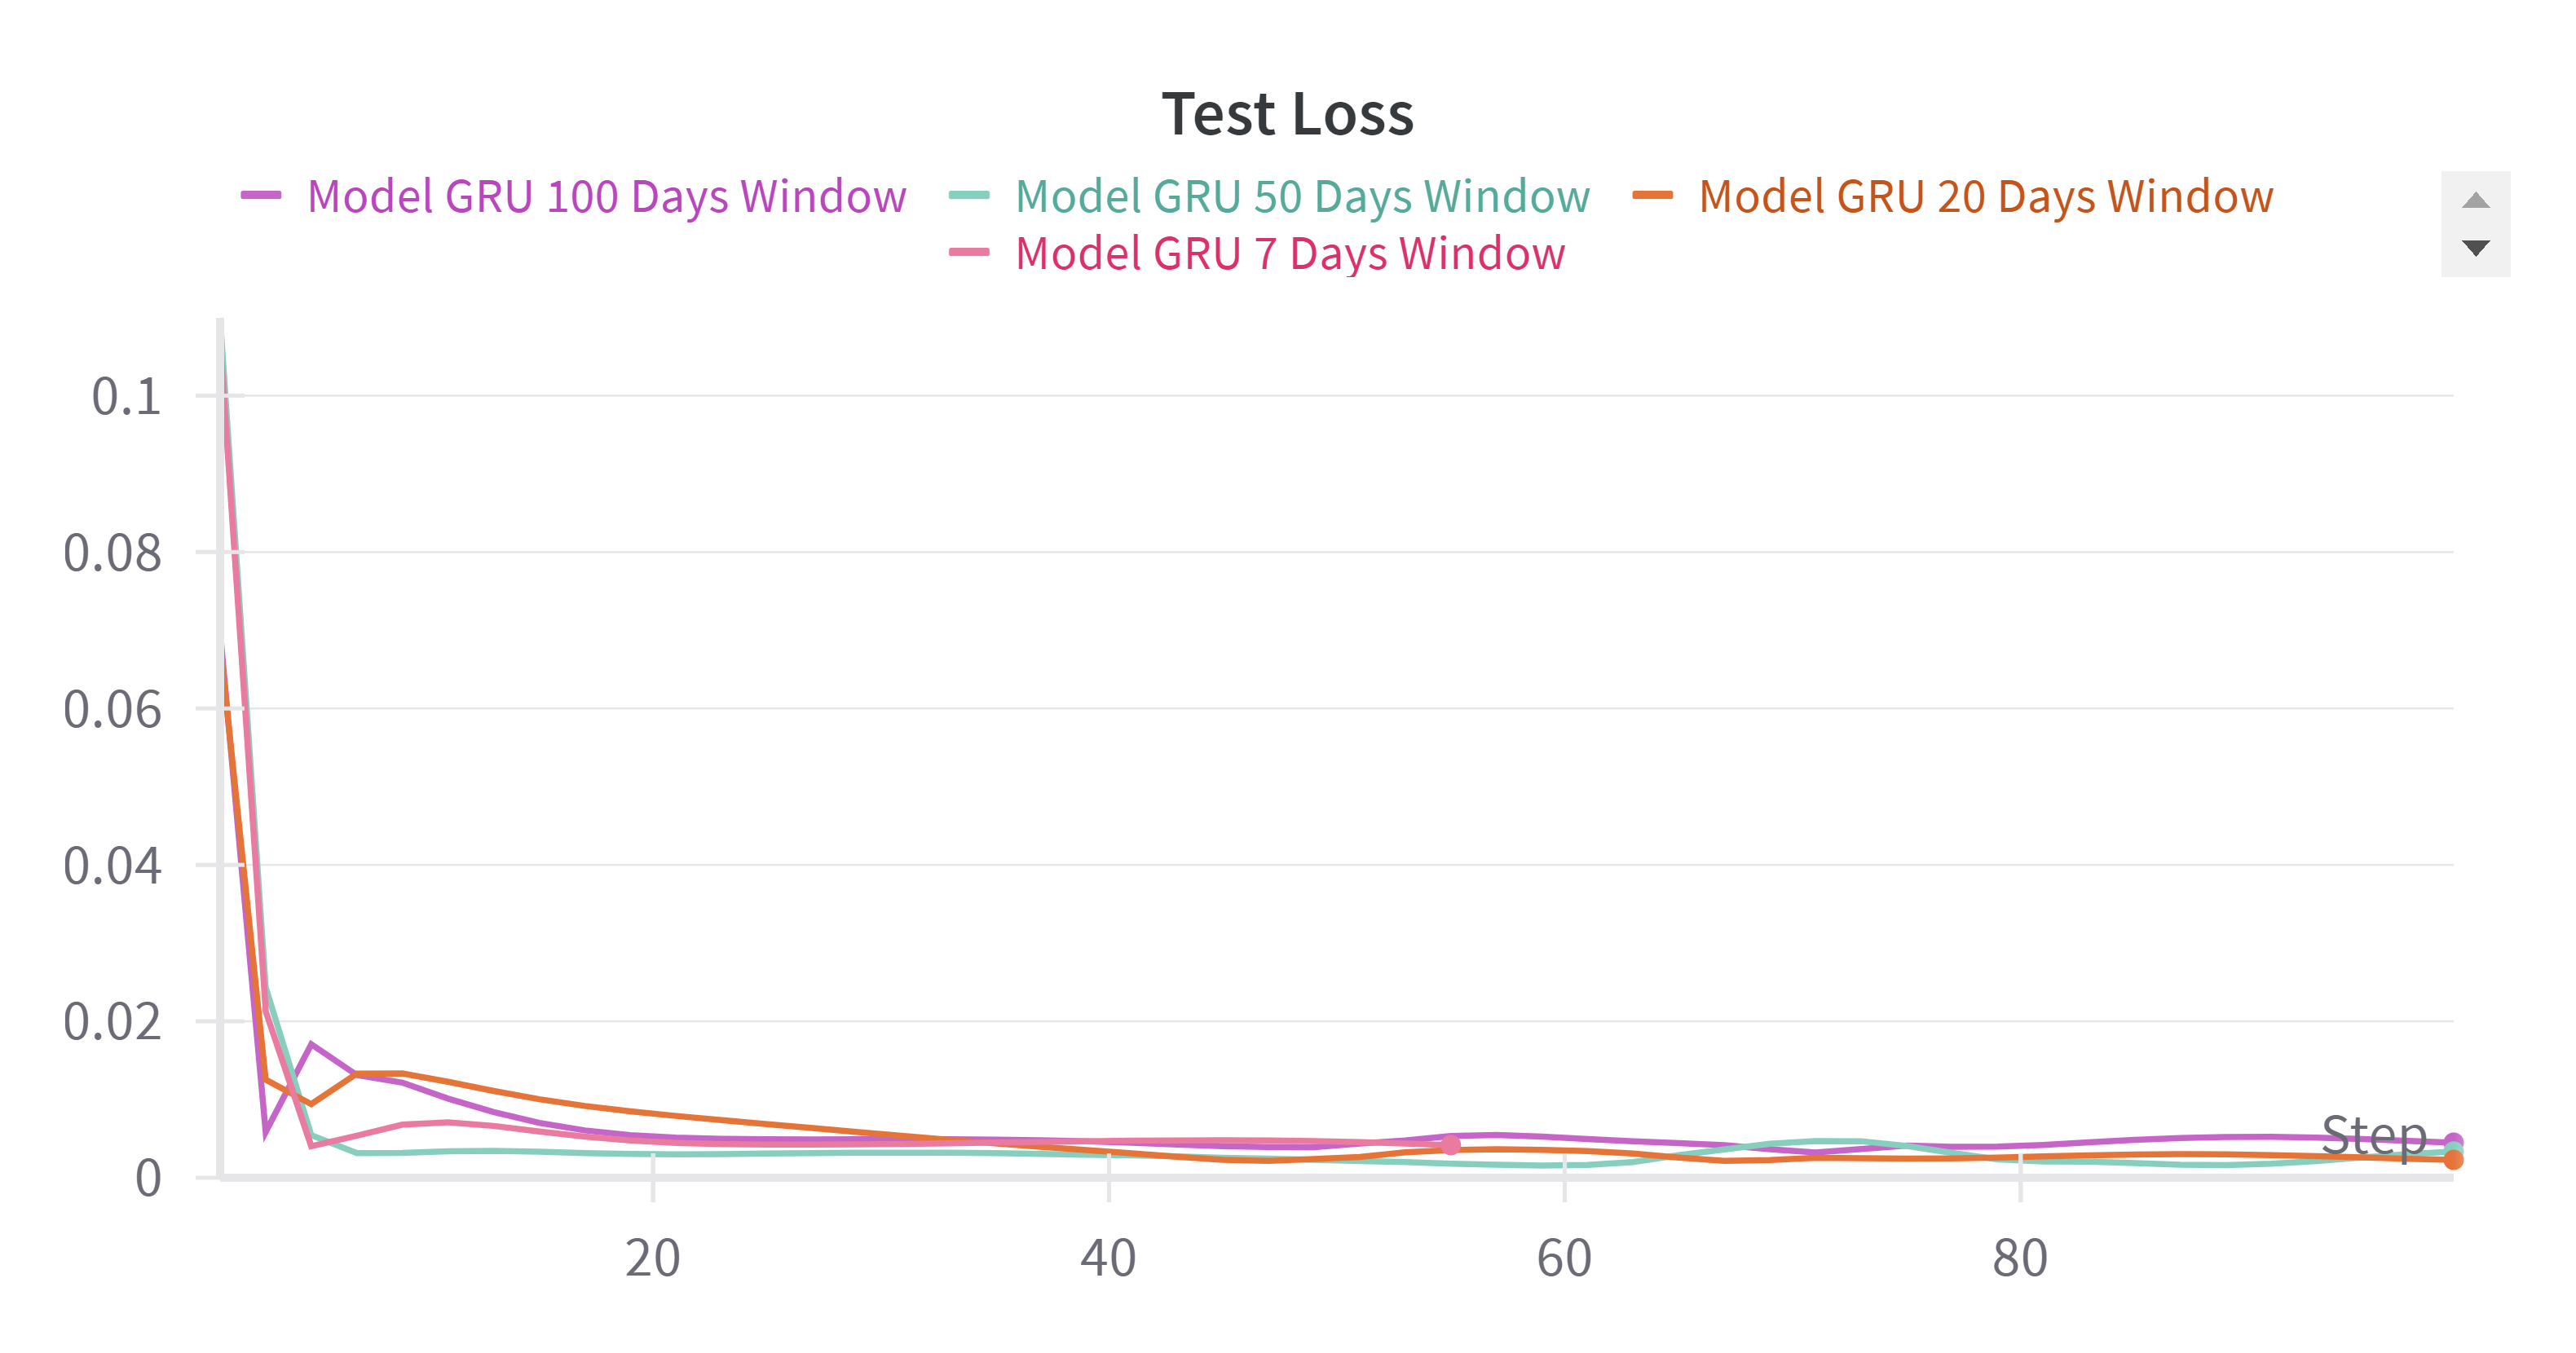 Test Loss
Model GRU 100 Days Window Model GRU 50 Days Window Model GRU 20 Days Window
Model GRU 7 Days Window
0.1
0.08
0.06
0.04
0.02
0
Step
20 40 60 80